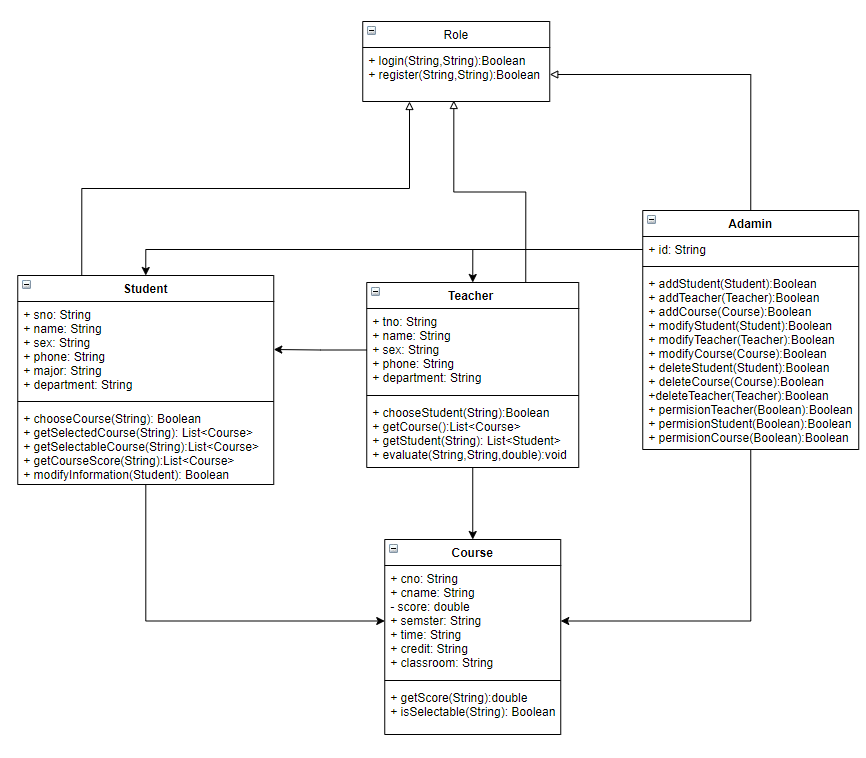 Role
+ login(String,String):Boolean
+ register(String,String):Boolean
Adamin
+ id: String
+ addStudent(Student):Boolean
+ addTeacher(Teacher):Boolean
+ addCourse(Course):Boolean
+ modifyStudent(Student):Boolean
+ modifyTeacher(Teacher):Boolean
+ modifyCourse(Course):Boolean
+ deleteStudent(Student):Boolean
+ deleteCourse(Course):Boolean
+deleteTeacher(Teacher):Boolean
+ permisionTeacher(Boolean):Boolean
+ permisionStudent(Boolean):Boolean
+ permisionCourse(Boolean):Boolean
Student
+ sno: String
+ name: String
+ sex: String
+ phone: String
+ major: String
+ department: String
+ chooseCourse(String): Boolean
+ getSelectedCourse(String): List<Course>
+ getSelectableCourse(String):List<Course>
+ getCourseScore(String):List<Course>
+ modifyInformation(Student): Boolean
Teacher
+ tno: String
+ name: String
+ sex: String
+ phone: String
+ department: String
+ chooseStudent(String):Boolean
+ getCourse():List<Course>
+ getStudent(String): List<Student>
+ evaluate(String,String,double):void
Course
+ cno: String
+ cname: String
- score: double
+ semster: String
+ time: String
+ credit: String
+ classroom: String
+ getScore(String):double
+ isSelectable(String): Boolean